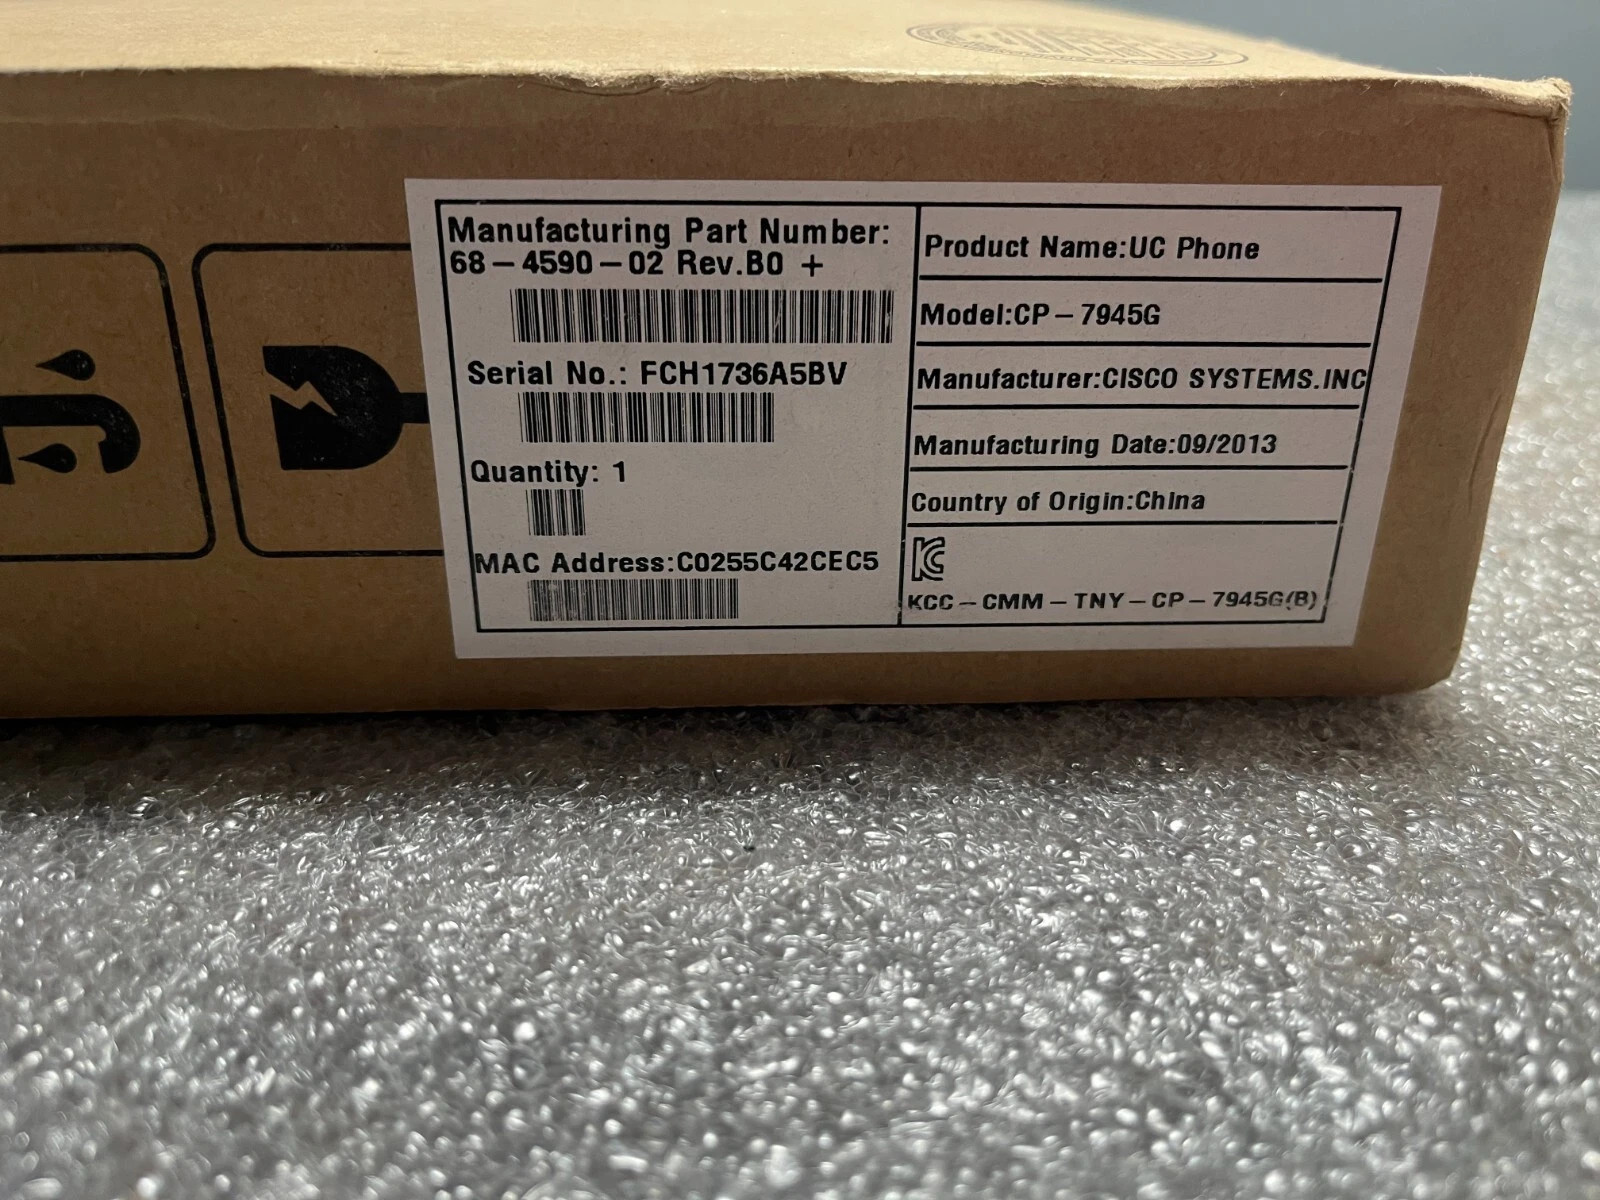 Manufacturing Part Number:
68-4590-02 Rev.B0 +
Serial No.: FCH1736A5BV
Quantity: 1
MAC Address:C0255C42CEC5
Product Name:UC Phone
Model:CP-7945G
Manufacturer:CISCO SYSTEMS.INC
Manufacturing Date:09/2013
Country of Origin:China
KCC-CMM-TNY-CP-7945G(B)